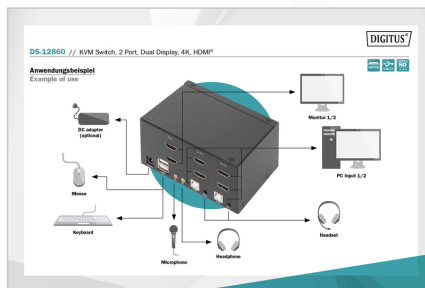 DIGITUS®
DS-12860 // KVM Switch, 2 Port, Dual Display, 4K, HDMI®
Anwendungsbeispiel
Example of use
DC adapter
(optional)
Monitor 1/2
PC input 1/2
Mouse
Keyboard
Microphone
Headphone
Headset